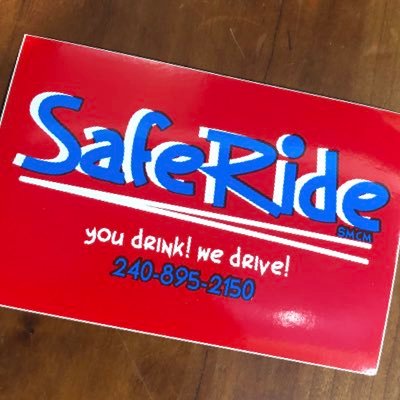 SafeRide
SMCM
you drink! we drive!
240-895-2150